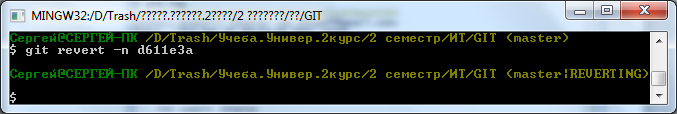 MINGW32:/D/Trash/?????.??????.2????/2 ???????/??/GIT
Сергей@СЕРГЕЙ-ПК /D/Trash/Учеба.Универ.2курс/2 семестр/ИТ/GIT (master)
$ git revert -n d611e3a
Сергей@СЕРГЕЙ-ПК /D/Trash/Учеба.Универ.2курс/2 семестр/ИТ/GIT (master|REVERTING)
$